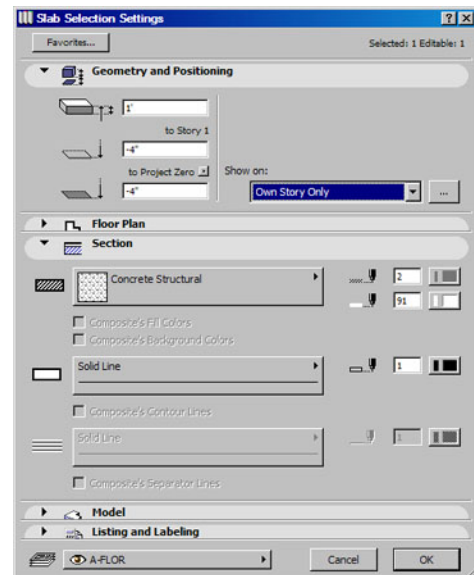 Slab Selection Settings
Favorites...
Selected: 1 Editable: 1
Geometry and Positioning
1'
to Story 1
-4"
to Project Zero
Show on:
-4"
Own Story Only
...
Floor Plan
Section
Concrete Structural
2
91
Composite's Fill Colors
Composite's Background Colors
Solid Line
1
Composite's Contour Lines
Solid Line
1
Composite's Separator Lines
Model
Listing and Labeling
A-FLOR
Cancel
OK